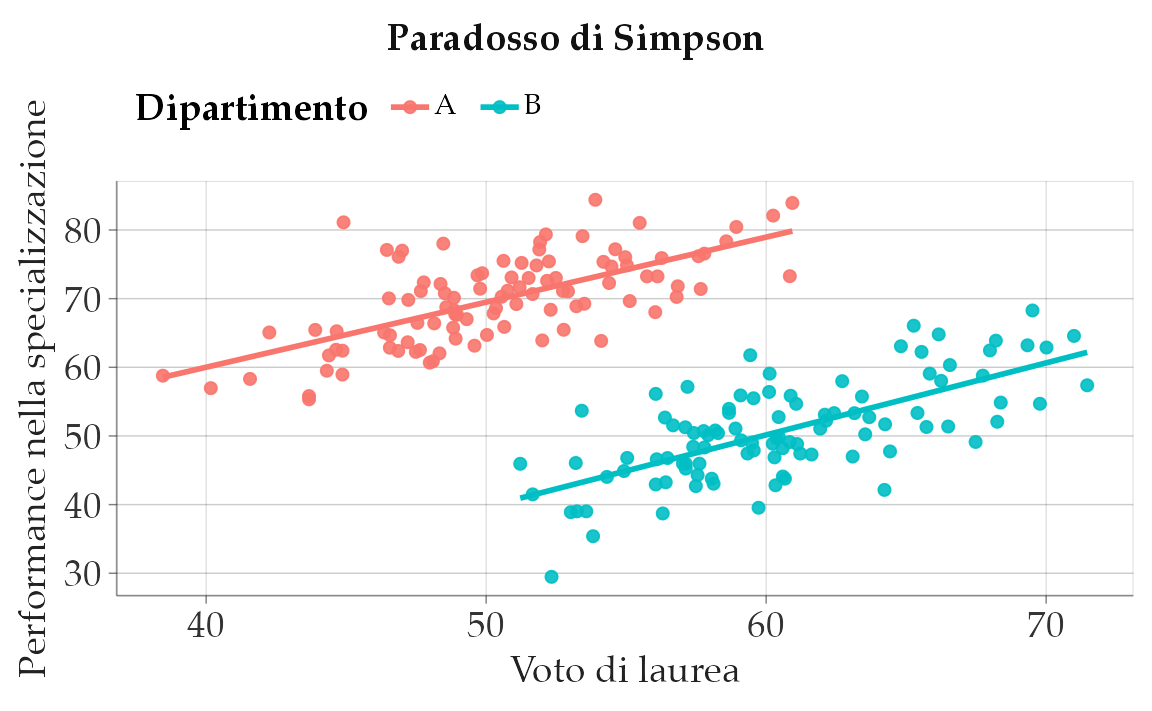 Paradosso di Simpson
Dipartimento A B
Performance nella specializzazione
80
70
60
50
40
30
40 50 60 70
Voto di laurea